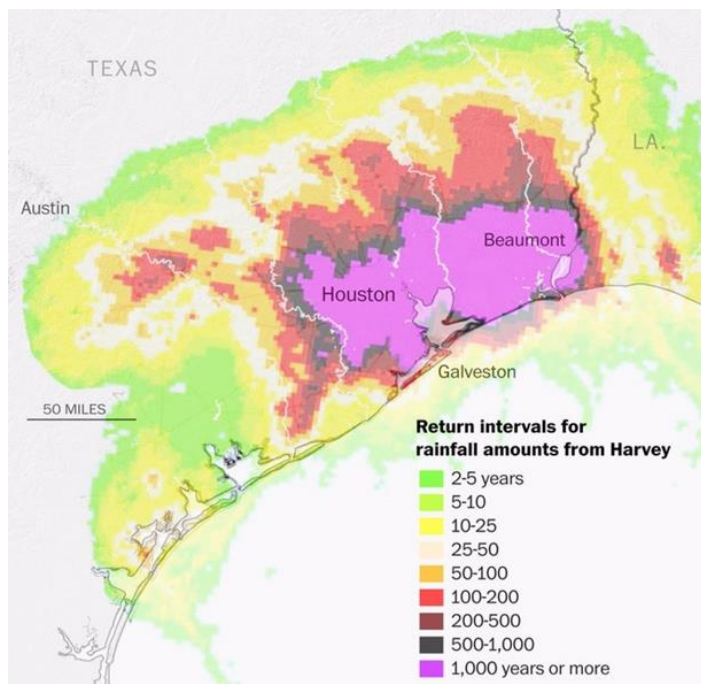 TEXAS
LA.
Austin
Beaumont
Houston
Galveston
50 MILES
Return intervals for
rainfall amounts from Harvey
2-5 years
5-10
10-25
25-50
50-100
100-200
200-500
500-1,000
1,000 years or more